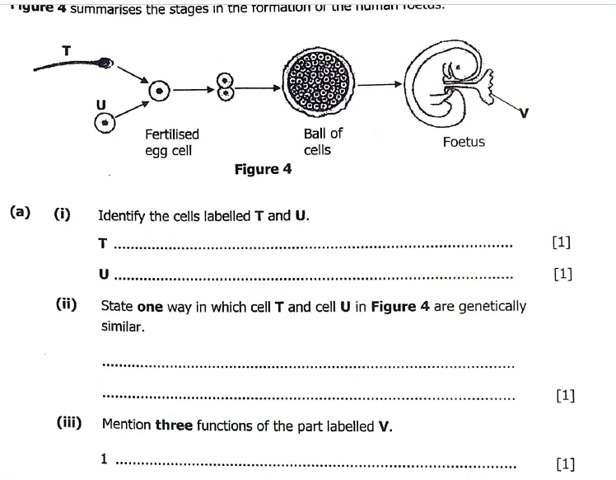 Figure 4 summarises the stages in the formation of the human foetus.
T
U
V
Fertilised egg cell
Ball of cells
Foetus
Figure 4
(a) (i) Identify the cells labelled T and U.
T ........................................................................ [1]
U ........................................................................ [1]
(ii) State one way in which cell T and cell U in Figure 4 are genetically
similar.
........................................................................
........................................................................ [1]
(iii) Mention three functions of the part labelled V.
1 ........................................................................ [1]